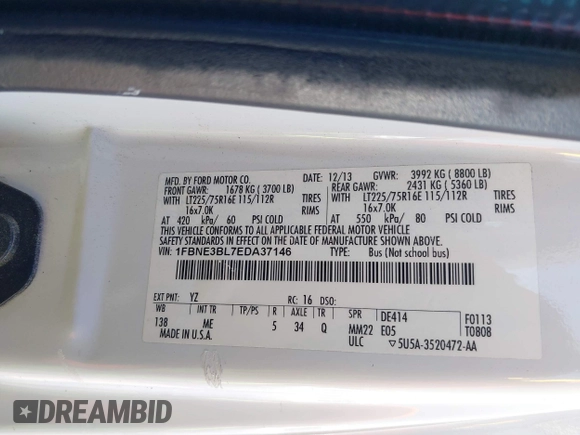 MFD. BY FORD MOTOR CO.
12/13 GVWR: 3992 KG ( 8800 LB)
FRONT GAWR: 1678 KG ( 3700 LB) REAR GAWR: 2431 KG ( 5360 LB)
WITH LT225/75R16E 115/112R TIRES WITH LT225/75R16E 115/112R TIRES
16x7.0K RIMS 16x7.0K RIMS
AT 420 kPa/ 60 PSI COLD AT 550 kPa/ 80 PSI COLD
THIS VEHICLE CONFORMS TO ALL APPLICABLE FEDERAL MOTOR VEHICLE
SAFETY STANDARDS IN EFFECT ON THE DATE OF MANUFACTURE SHOWN ABOVE.
VIN: 1FBNE3BL7EDA37146 TYPE: Bus (Not school bus)
EXT PNT: YZ RC: 16 DSO:
WB INT TR TP/PS R AXLE TR SPR DE414 F0113
138 ME 5 34 Q MM22 E05 T0808
MADE IN U.S.A. ULC ▽5U5A-3520472-AA
DREAMBID